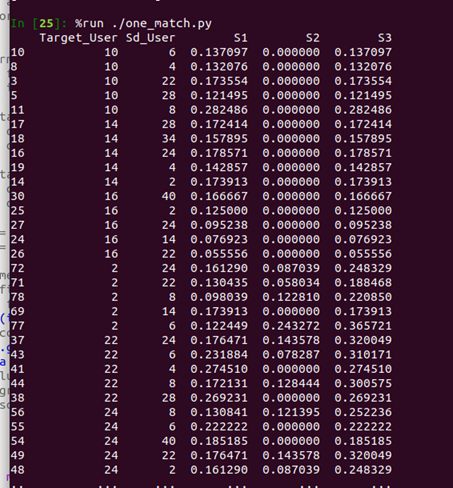 In [25]: %run ./one_match.py
Target_User Sd_User S1 S2 S3
10 10 6 0.137097 0.000000 0.137097
8 10 4 0.132076 0.000000 0.132076
3 10 22 0.173554 0.000000 0.173554
5 10 28 0.121495 0.000000 0.121495
11 10 8 0.282486 0.000000 0.282486
17 14 28 0.172414 0.000000 0.172414
18 14 34 0.157895 0.000000 0.157895
16 14 24 0.178571 0.000000 0.178571
19 14 4 0.142857 0.000000 0.142857
14 14 2 0.173913 0.000000 0.173913
30 16 40 0.166667 0.000000 0.166667
25 16 2 0.125000 0.000000 0.125000
27 16 24 0.095238 0.000000 0.095238
24 16 14 0.076923 0.000000 0.076923
26 16 22 0.055556 0.000000 0.055556
72 2 24 0.161290 0.087039 0.248329
71 2 22 0.130435 0.058034 0.188468
78 2 8 0.098039 0.122810 0.220850
69 2 14 0.173913 0.000000 0.173913
77 2 6 0.122449 0.243272 0.365721
37 22 24 0.176471 0.143578 0.320049
43 22 6 0.231884 0.078287 0.310171
41 22 4 0.274510 0.000000 0.274510
44 22 8 0.172131 0.128444 0.300575
38 22 28 0.269231 0.000000 0.269231
56 24 8 0.130841 0.121395 0.252236
55 24 6 0.222222 0.000000 0.222222
54 24 40 0.185185 0.000000 0.185185
49 24 22 0.176471 0.143578 0.320049
48 24 2 0.161290 0.087039 0.248329
.. ... ... ... ... ...